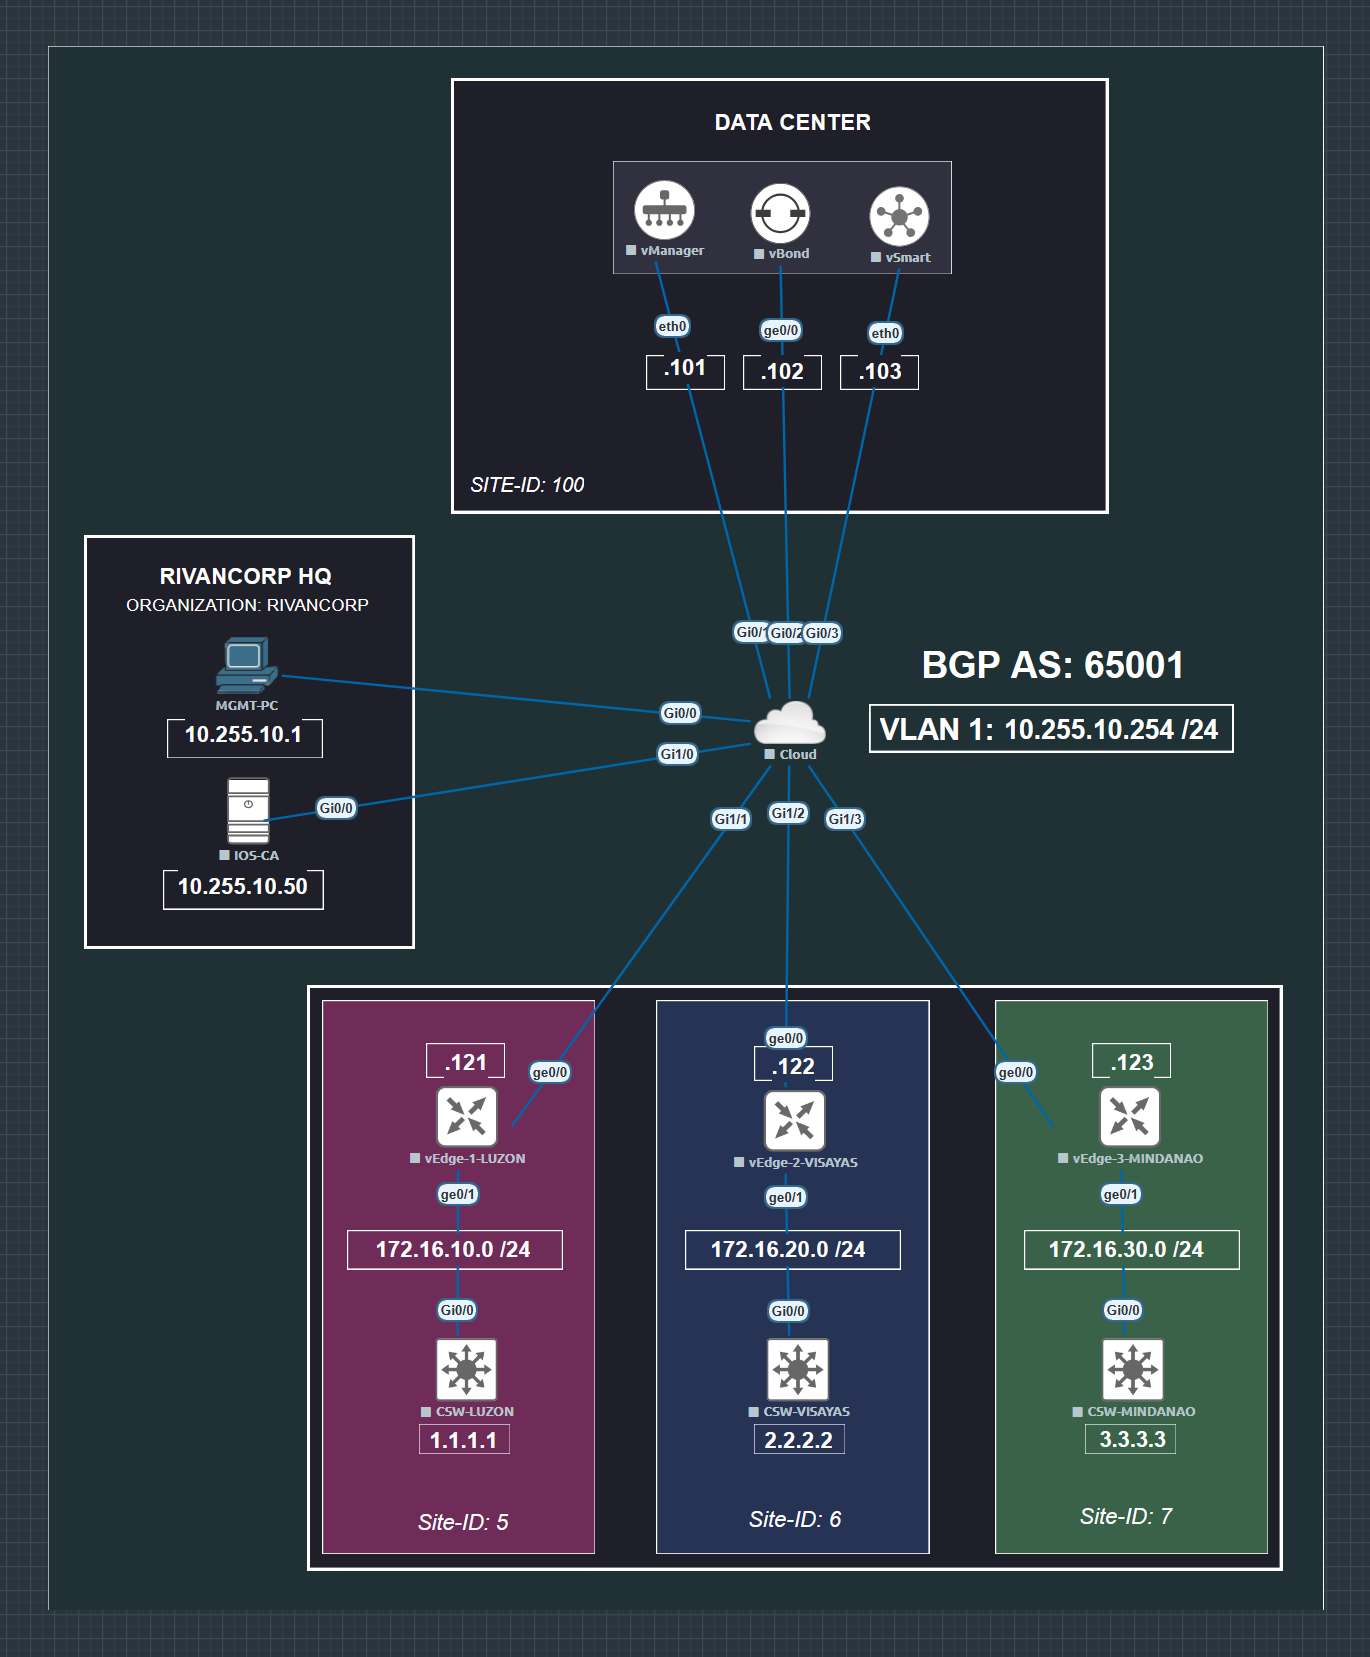 DATA CENTER
vManager
vBond
vSmart
eth0
ge0/0
eth0
.101
.102
.103
SITE-ID: 100
RIVANCORP HQ
ORGANIZATION: RIVANCORP
MGMT-PC
10.255.10.1
Gi0/0
IOS-CA
10.255.10.50
Gi0/1
Gi0/2
Gi0/3
Gi0/0
Gi1/0
Cloud
BGP AS: 65001
VLAN 1: 10.255.10.254 /24
Gi1/1
Gi1/2
Gi1/3
.121
ge0/0
vEdge-1-LUZON
ge0/1
172.16.10.0 /24
Gi0/0
CSW-LUZON
1.1.1.1
Site-ID: 5
ge0/0
.122
vEdge-2-VISAYAS
ge0/1
172.16.20.0 /24
Gi0/0
CSW-VISAYAS
2.2.2.2
Site-ID: 6
ge0/0
.123
vEdge-3-MINDANAO
ge0/1
172.16.30.0 /24
Gi0/0
CSW-MINDANAO
3.3.3.3
Site-ID: 7